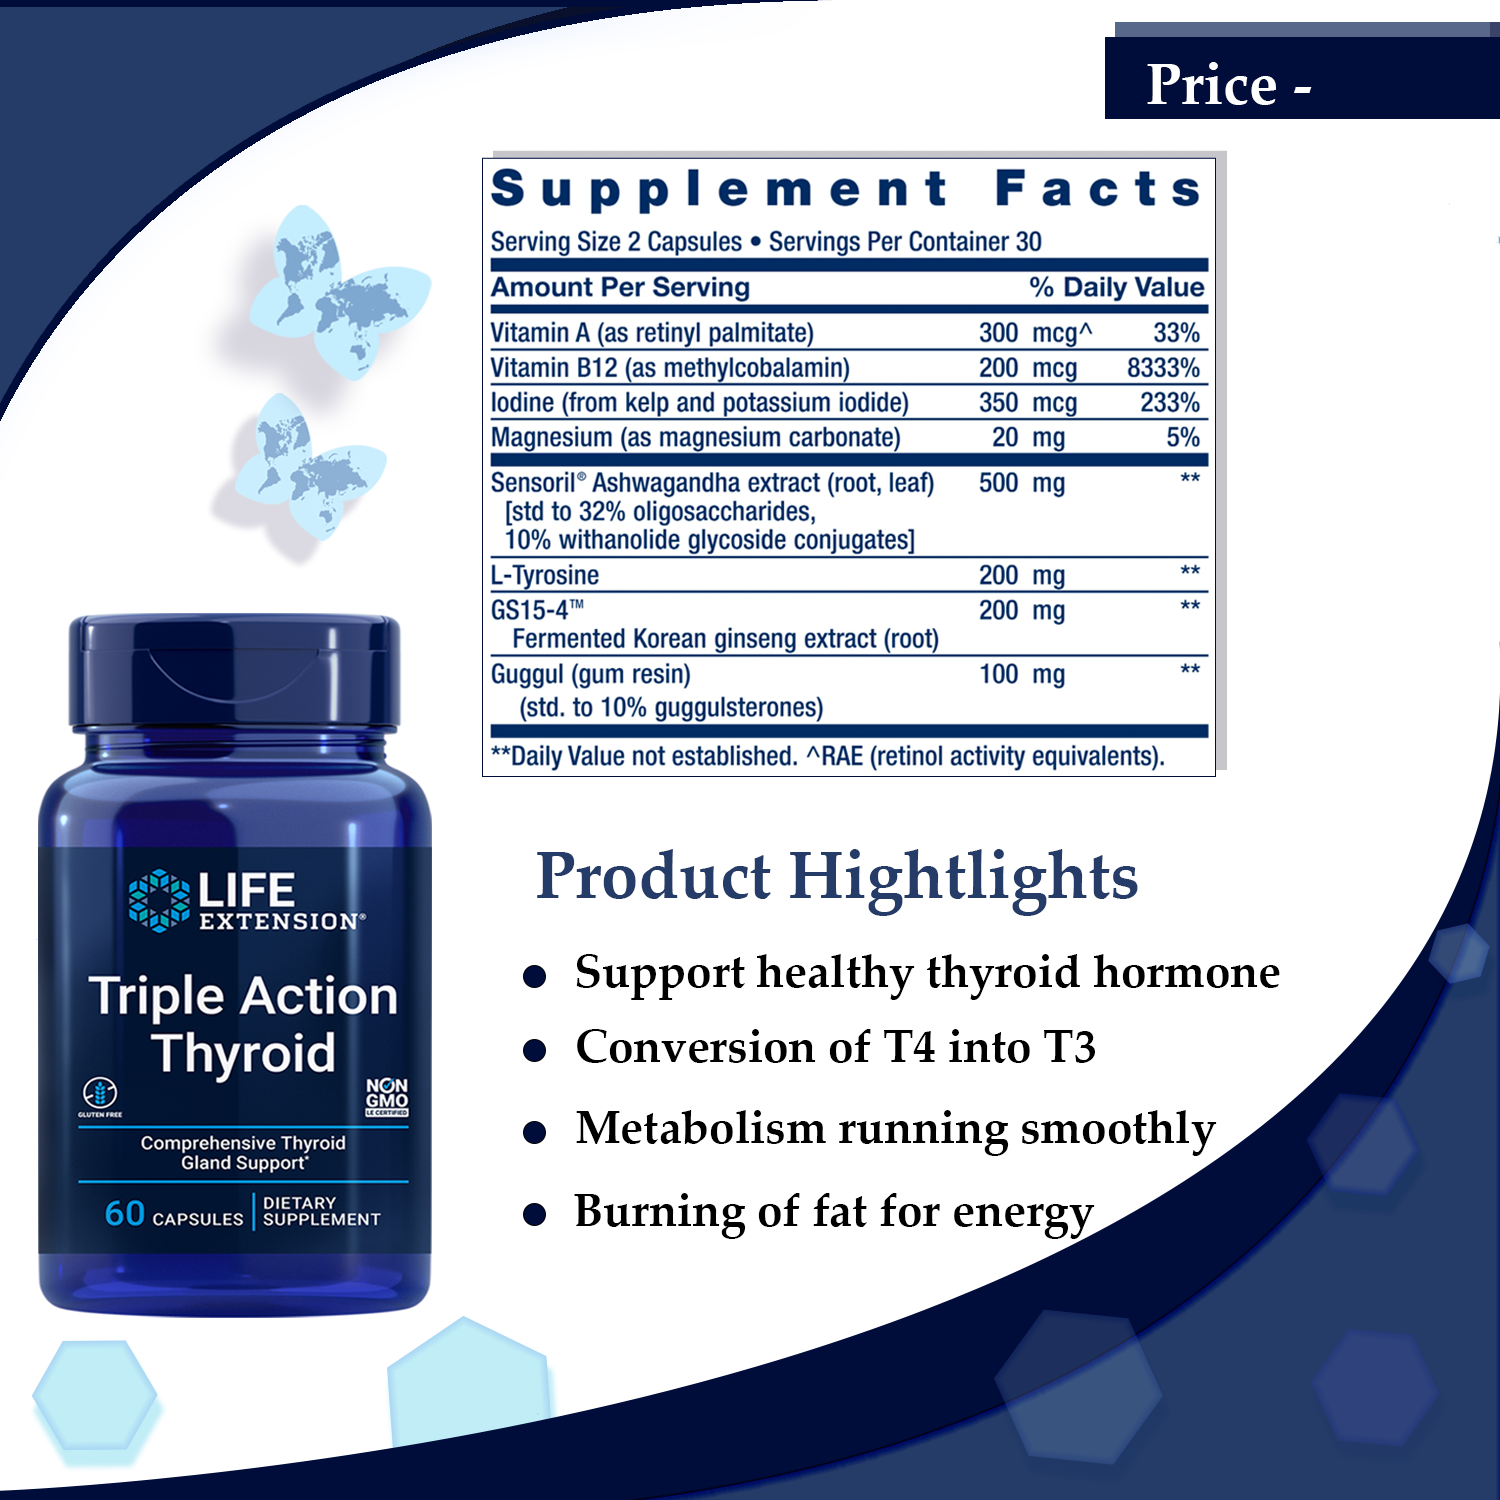 Price -
Supplement Facts
Serving Size 2 Capsules • Servings Per Container 30
Amount Per Serving % Daily Value
Vitamin A (as retinyl palmitate) 300 mcg^ 33%
Vitamin B12 (as methylcobalamin) 200 mcg 8333%
Iodine (from kelp and potassium iodide) 350 mcg 233%
Magnesium (as magnesium carbonate) 20 mg 5%
Sensoril® Ashwagandha extract (root, leaf) 500 mg **
[std to 32% oligosaccharides,
10% withanolide glycoside conjugates]
L-Tyrosine 200 mg **
GS15-4™ 200 mg **
Fermented Korean ginseng extract (root)
Guggul (gum resin) 100 mg **
(std. to 10% guggulsterones)
**Daily Value not established. ^RAE (retinol activity equivalents).
LIFE
EXTENSION®
Triple Action
Thyroid
GLUTEN FREE
NON
GMO
LE CERTIFIED
Comprehensive Thyroid
Gland Support*
60 CAPSULES
DIETARY
SUPPLEMENT
Product Hightlights
• Support healthy thyroid hormone
• Conversion of T4 into T3
• Metabolism running smoothly
• Burning of fat for energy